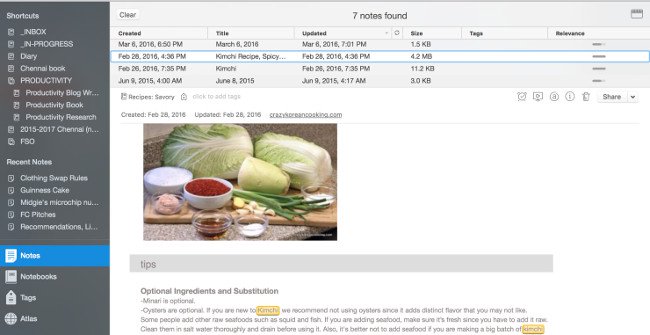 Shortcuts
_INBOX
_IN-PROGRESS
Diary
Chennai book
PRODUCTIVITY
Productivity Blog Wr...
Productivity Book
Research
2015-2017 Chennai (n...
FSO
Recent Notes
Clothing Swap Rules
Guinness Cake
Midgie's microchip nu...
FC Pitches
Recommendations, Li...
Notes
Notebooks
Tags
Atlas
Clear 7 notes found
Created Title Updated Size Tags Relevance
Mar 6, 2016, 6:50 PM March 6, 2016 Mar 6, 2016, 7:01 PM 1.5 KB
Feb 28, 2016, 4:36 PM Kimchi Recipe, Spicy... Feb 28, 2016, 4:36 PM 4.2 MB
Feb 26, 2016, 7:35 PM Kimchi Feb 26, 2016, 7:35 PM 11.2 KB
Jun 9, 2015, 4:00 AM June 8, 2015 Jun 9, 2015, 4:17 AM 3.0 KB
Recipes: Savory click to add tags Share
Created: Feb 28, 2016 Updated: Feb 28, 2016 crazykoreancooking.com
tips
Optional Ingredients and Substitution
-Minari is optional.
-Oysters are optional. If you are new to Kimchi we recommend not using oysters since it adds distinct flavor that you may not like.
Some people add other raw seafoods such as squid and fish. If you are adding seafood, make sure it's fresh since you have to add it raw.
Clean them in salt water thoroughly and drain before using it. Also, it's better not to add seafood if you are making a big batch of kimchi